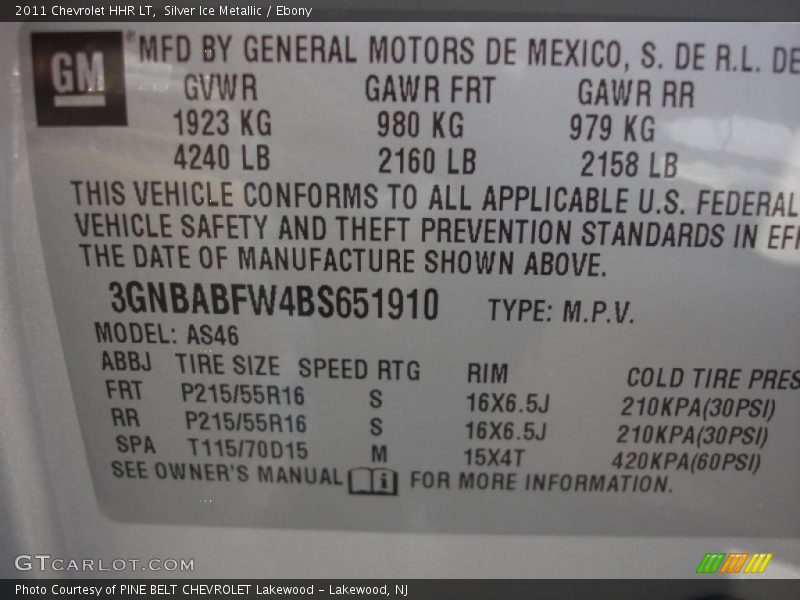 2011 Chevrolet HHR LT,  Silver Ice Metallic / Ebony
GM
® MFD BY GENERAL MOTORS DE MEXICO, S. DE R.L. DE
GVWR GAWR FRT GAWR RR
1923 KG 980 KG 979 KG
4240 LB 2160 LB 2158 LB
THIS VEHICLE CONFORMS TO ALL APPLICABLE U.S. FEDERAL
VEHICLE SAFETY AND THEFT PREVENTION STANDARDS IN EFF
THE DATE OF MANUFACTURE SHOWN ABOVE.
3GNBABFW4BS651910 TYPE: M.P.V.
MODEL: AS46
ABBJ TIRE SIZE SPEED RTG RIM COLD TIRE PRES
FRT P215/55R16 S 16X6.5J 210KPA(30PSI)
RR P215/55R16 S 16X6.5J 210KPA(30PSI)
SPA T115/70D15 M 15X4T 420KPA(60PSI)
SEE OWNER'S MANUAL i FOR MORE INFORMATION.
GTCARLOT.COM
Photo Courtesy of PINE BELT CHEVROLET Lakewood – Lakewood, NJ